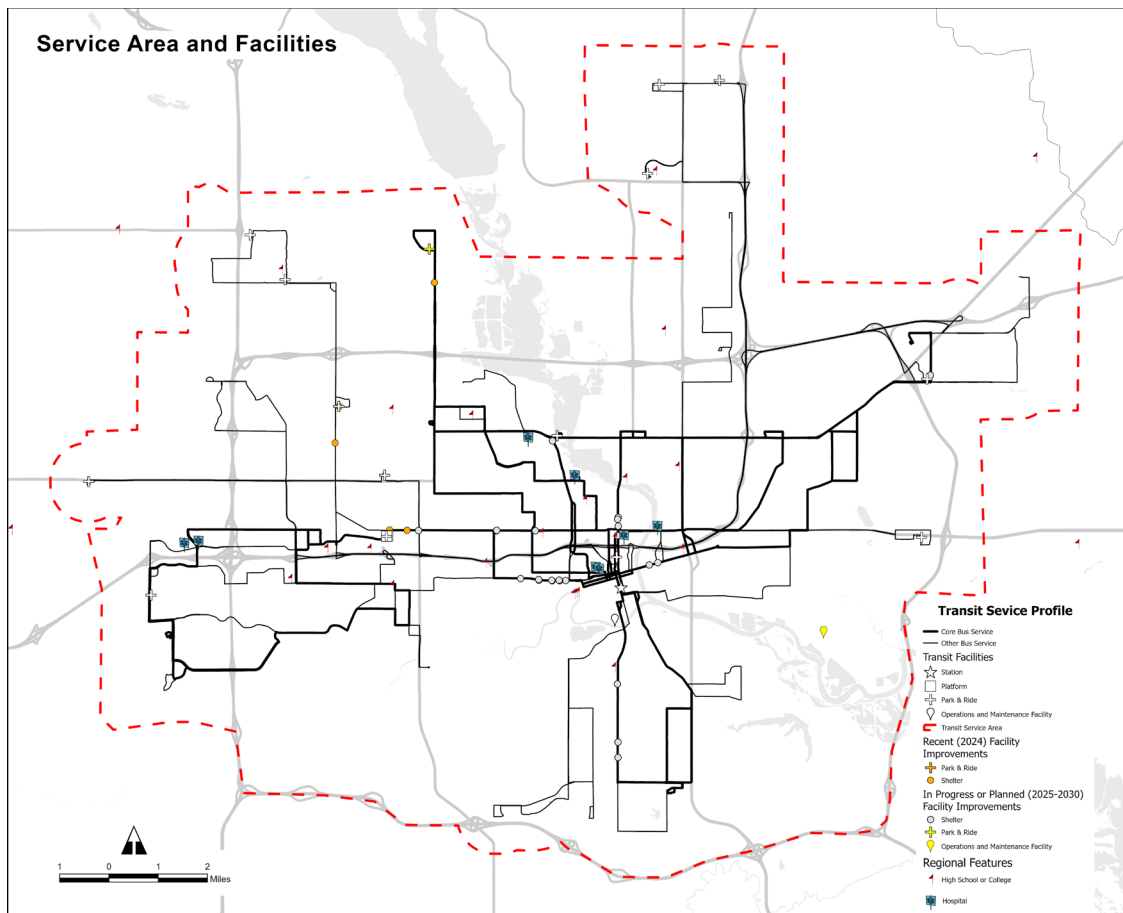 Service Area and Facilities
Transit Sevice Profile
Core Bus Service
Other Bus Service
Transit Facilities
Station
Platform
Park & Ride
Operations and Maintenance Facility
Transit Service Area
Recent (2024) Facility
Improvements
Park & Ride
Shelter
In Progress or Planned (2025-2030)
Facility Improvements
Shelter
Park & Ride
Operations and Maintenance Facility
Regional Features
High School or College
Hospital
1 0 1 2
Miles